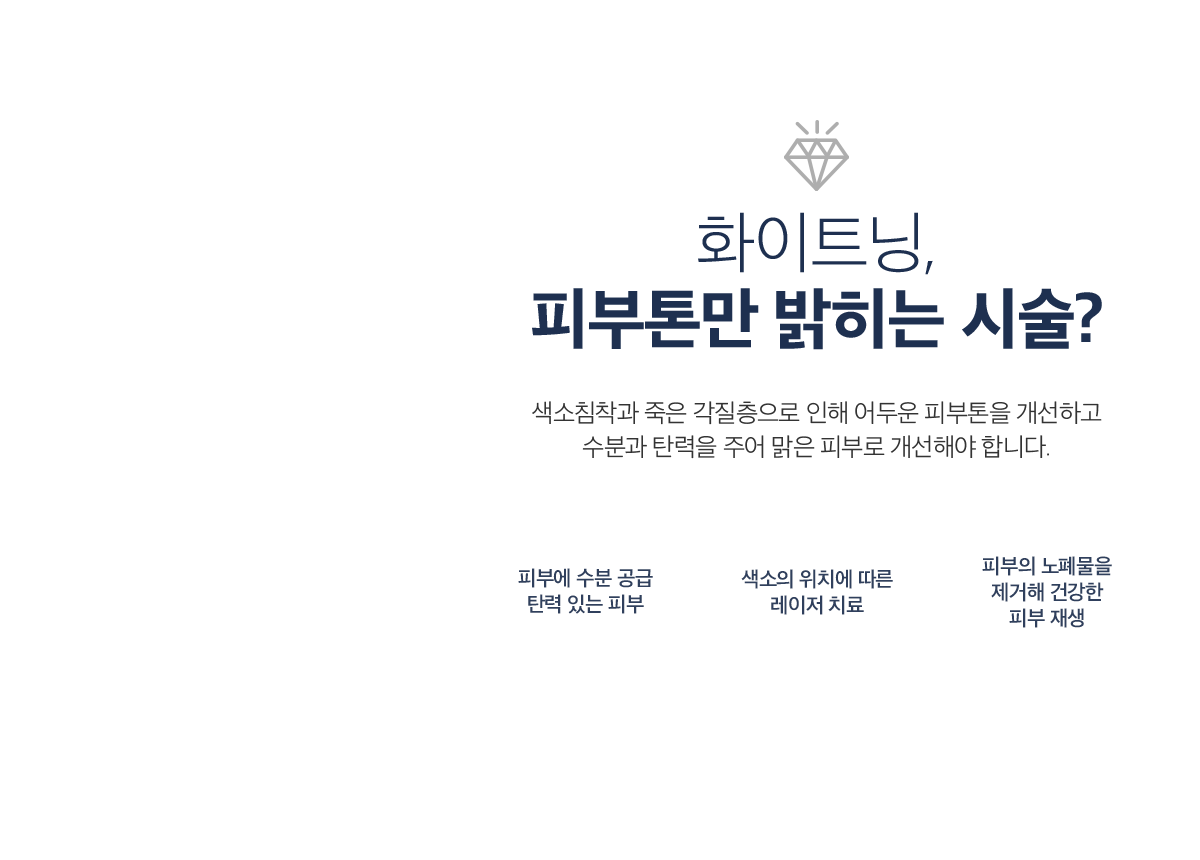 화이트닝,
피부톤만 밝히는 시술?
색소침착과 죽은 각질층으로 인해 어두운 피부톤을 개선하고
수분과 탄력을 주어 맑은 피부로 개선해야 합니다.
피부에 수분 공급
탄력 있는 피부
색소의 위치에 따른
레이저 치료
피부의 노폐물을
제거해 건강한
피부 재생